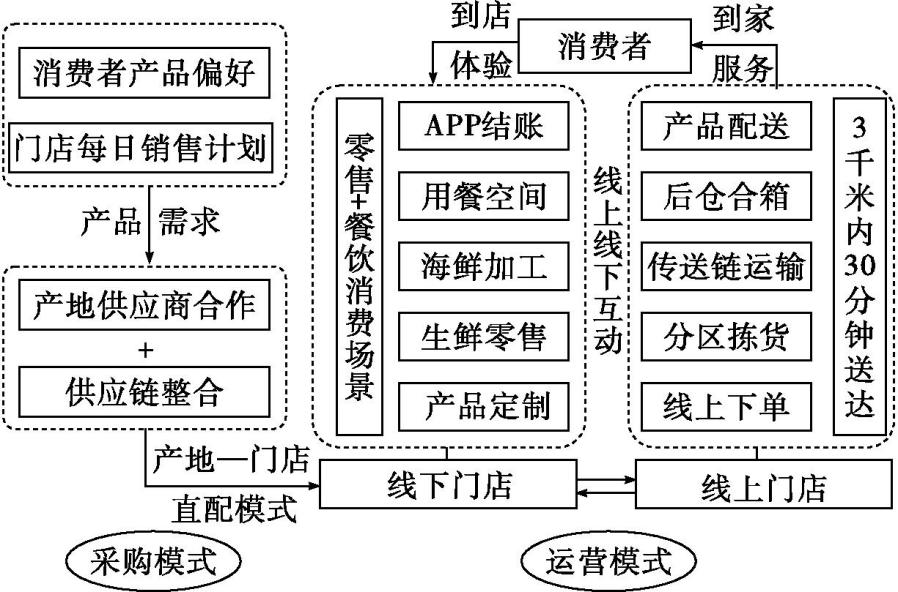 消费者产品偏好
门店每日销售计划
产品 需求
产地供应商合作
+
供应链整合
产地—门店
直配模式
采购模式
到店
体验
消费者
到家
服务
零售+餐饮消费场景
APP结账
用餐空间
海鲜加工
生鲜零售
产品定制
线上线下互动
产品配送
后仓合箱
传送链运输
分区拣货
线上下单
3千米内30分钟送达
线下门店
线上门店
运营模式